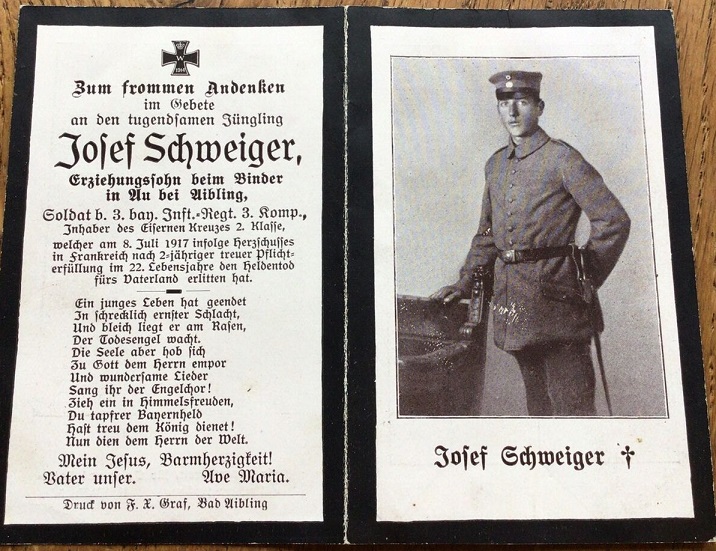 W
1914
Zum frommen Andenken
im Gebete
an den tugendsamen Jüngling
Josef Schweiger,
Erziehungssohn beim Binder
in Au bei Aibling,
Soldat b. 3. bay. Inft.-Regt. 3. Komp.,
Inhaber des Eisernen Kreuzes 2. Klasse,
welcher am 8. Juli 1917 infolge Herzschusses
in Frankreich nach 2-jähriger treuer Pflicht-
erfüllung im 22. Lebensjahre den Heldentod
fürs Vaterland erlitten hat.
Ein junges Leben hat geendet
In schrecklich ernster Schlacht,
Und bleich liegt er am Rasen,
Der Todesengel wacht.
Die Seele aber hob sich
Zu Gott dem Herrn empor
Und wundersame Lieder
Sang ihr der Engelchor!
Zieh ein in Himmelsfreuden,
Du tapfrer Bayernheld
Hast treu dem König dienet!
Nun dien dem Herrn der Welt.
Mein Jesus, Barmherzigkeit!
Vater unser. Ave Maria.
Druck von F. X. Graf, Bad Aibling
Josef Schweiger †